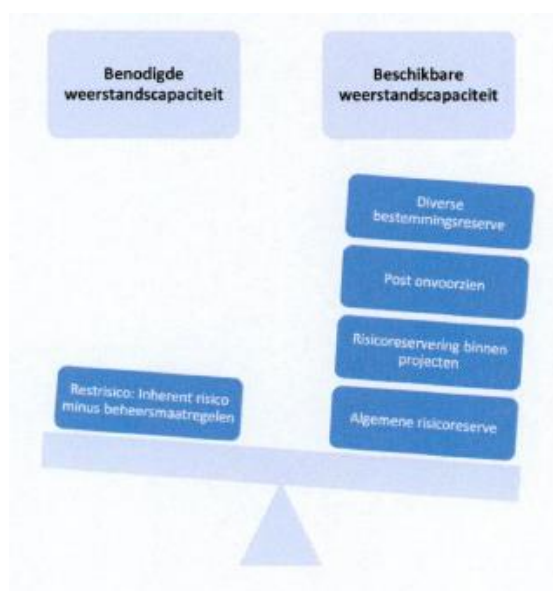 Benodigde
weerstandscapaciteit
Beschikbare
weerstandscapaciteit
Diverse
bestemmingsreserve
Post onvoorzien
Risicoreservering binnen
projecten
Algemene risicoreserve
Restrisico: Inherent risico
minus beheersmaatregelen